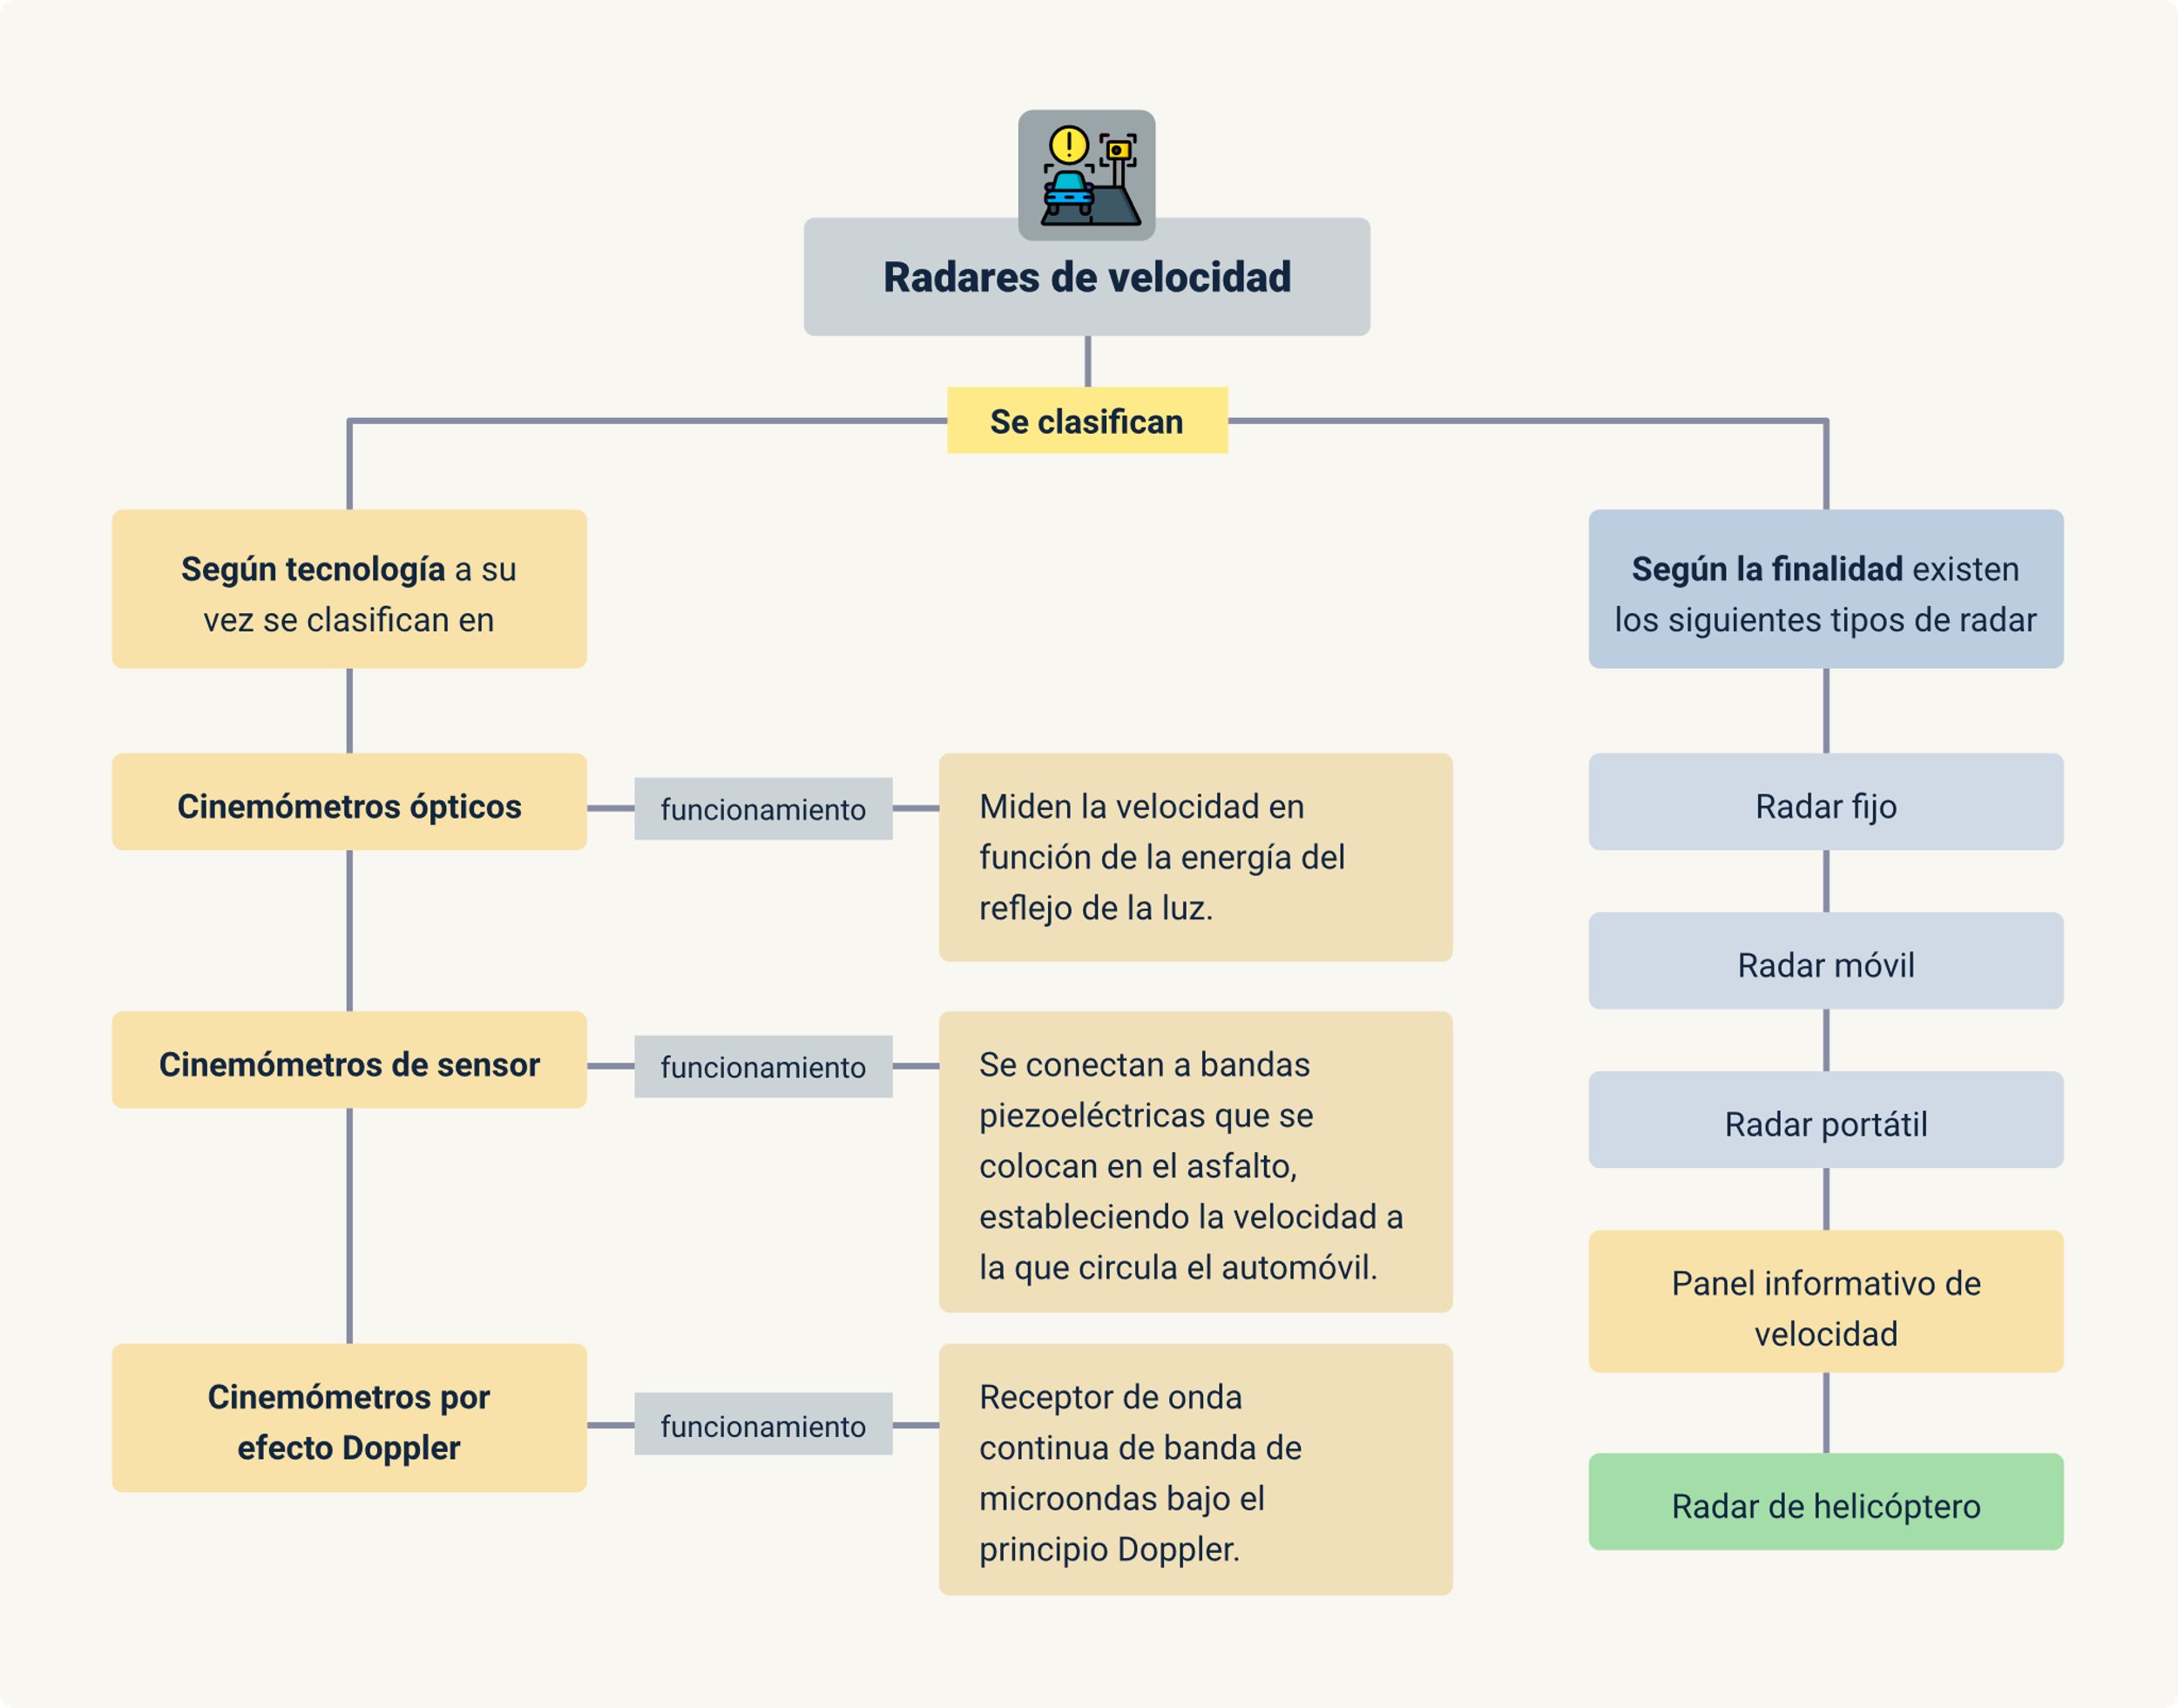 Radares de velocidad
Se clasifican
Según tecnología a su
vez se clasifican en
Cinemómetros ópticos
funcionamiento
Miden la velocidad en
función de la energía del
reflejo de la luz.
Cinemómetros de sensor
funcionamiento
Se conectan a bandas
piezoeléctricas que se
colocan en el asfalto,
estableciendo la velocidad a
la que circula el automóvil.
Cinemómetros por
efecto Doppler
funcionamiento
Receptor de onda
continua de banda de
microondas bajo el
principio Doppler.
Según la finalidad existen
los siguientes tipos de radar
Radar fijo
Radar móvil
Radar portátil
Panel informativo de
velocidad
Radar de helicóptero